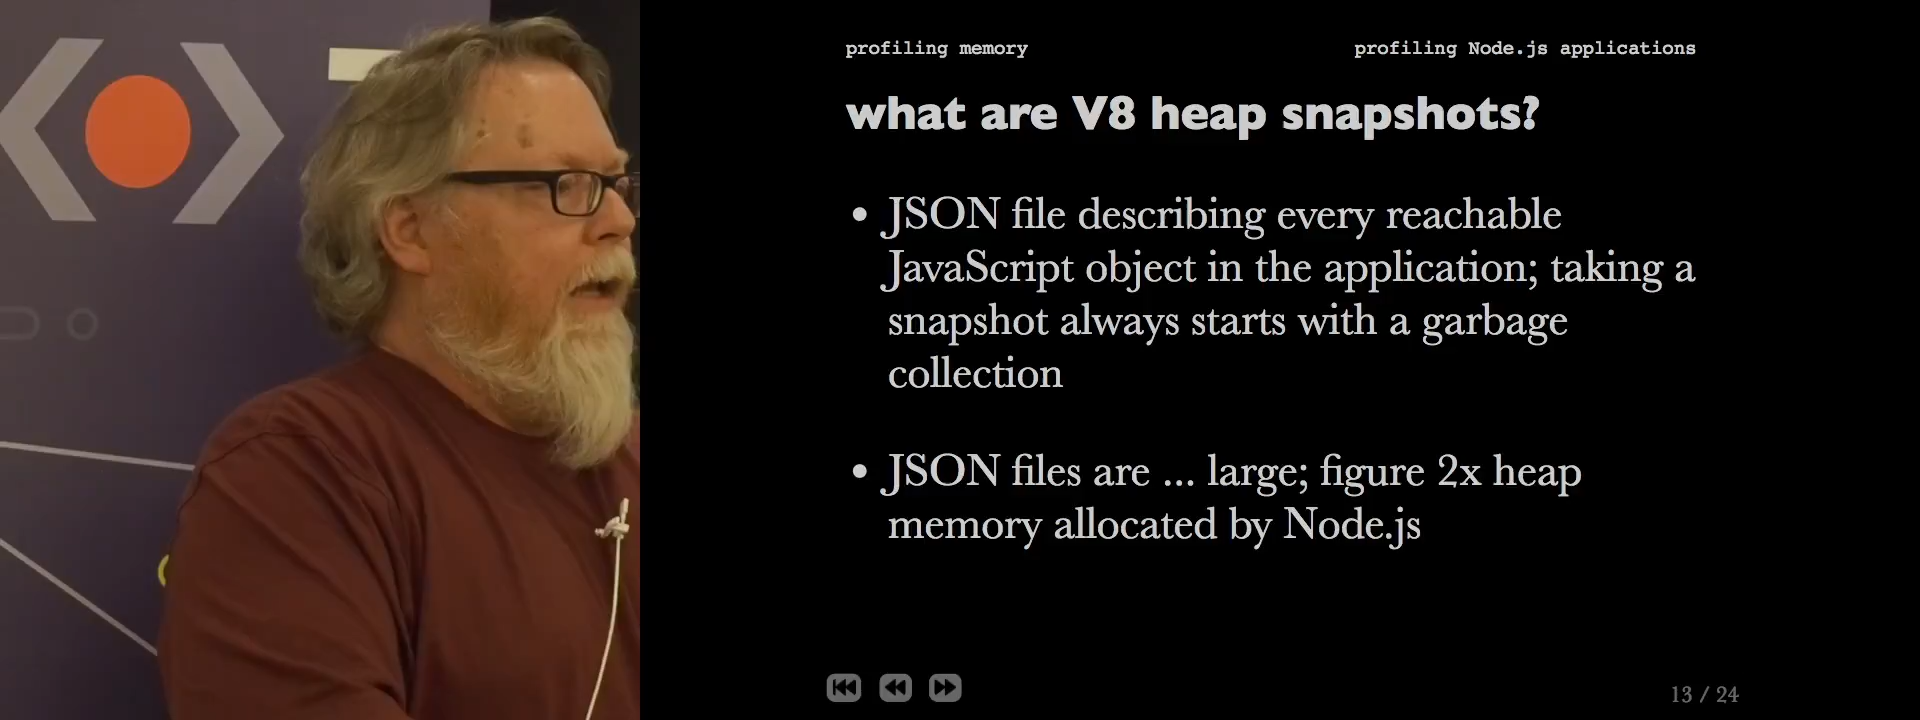 profiling memory
profiling Node.js applications
what are V8 heap snapshots?
• JSON file describing every reachable
JavaScript object in the application; taking a
snapshot always starts with a garbage
collection
• JSON files are ... large; figure 2x heap
memory allocated by Node.js
13 / 24